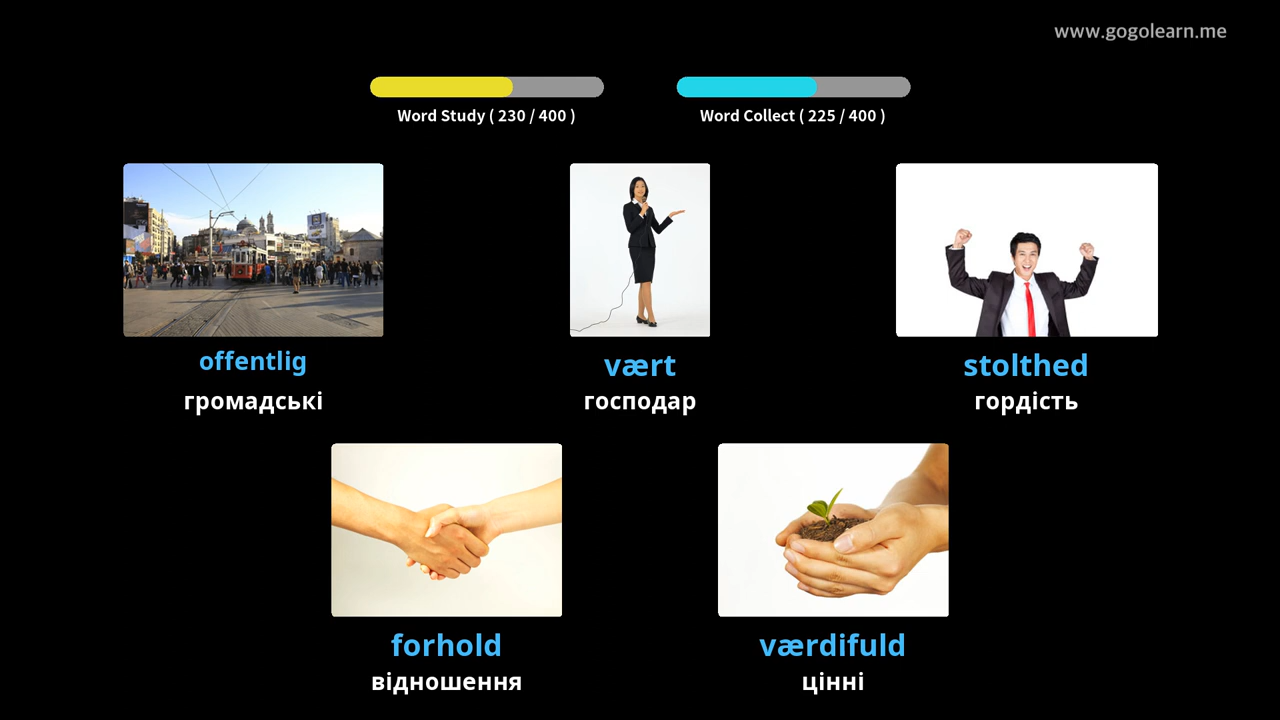 www.gogolearn.me
Word Study ( 230 / 400 )
Word Collect ( 225 / 400 )
offentlig
громадські
vært
господар
stolthed
гордість
forhold
відношення
værdifuld
цінні